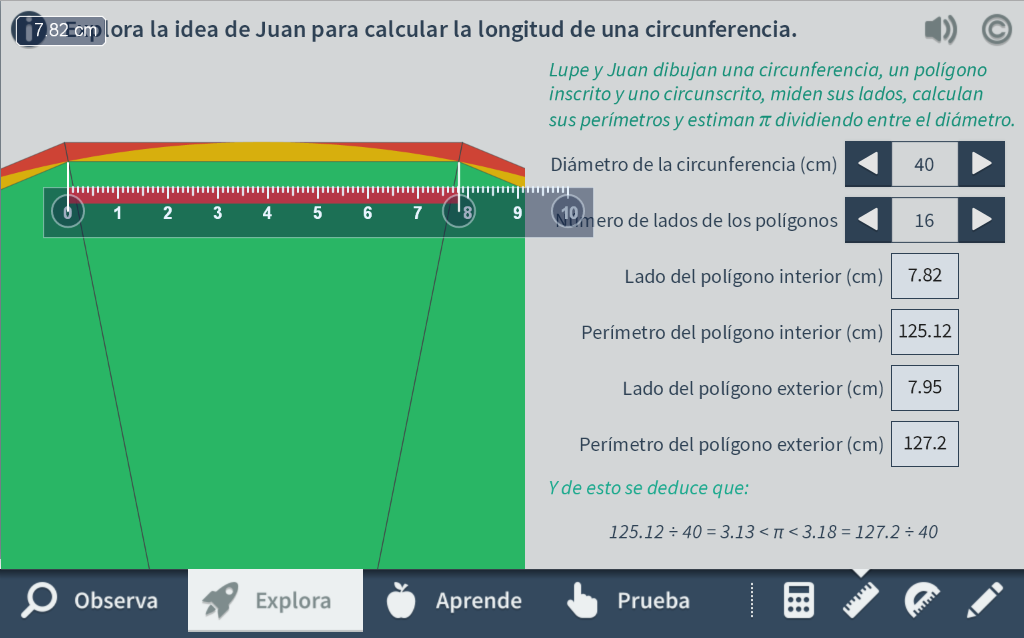 7.82 cm
Explora la idea de Juan para calcular la longitud de una circunferencia.
Lupe y Juan dibujan una circunferencia, un polígono
inscrito y uno circunscrito, miden sus lados, calculan
sus perímetros y estiman π dividiendo entre el diámetro.
Diámetro de la circunferencia (cm) 40
0 1 2 3 4 5 6 7 8 9 10
Número de lados de los polígonos 16
Lado del polígono interior (cm) 7.82
Perímetro del polígono interior (cm) 125.12
Lado del polígono exterior (cm) 7.95
Perímetro del polígono exterior (cm) 127.2
Y de esto se deduce que:
125.12 ÷ 40 = 3.13 < π < 3.18 = 127.2 ÷ 40
Observa Explora Aprende Prueba